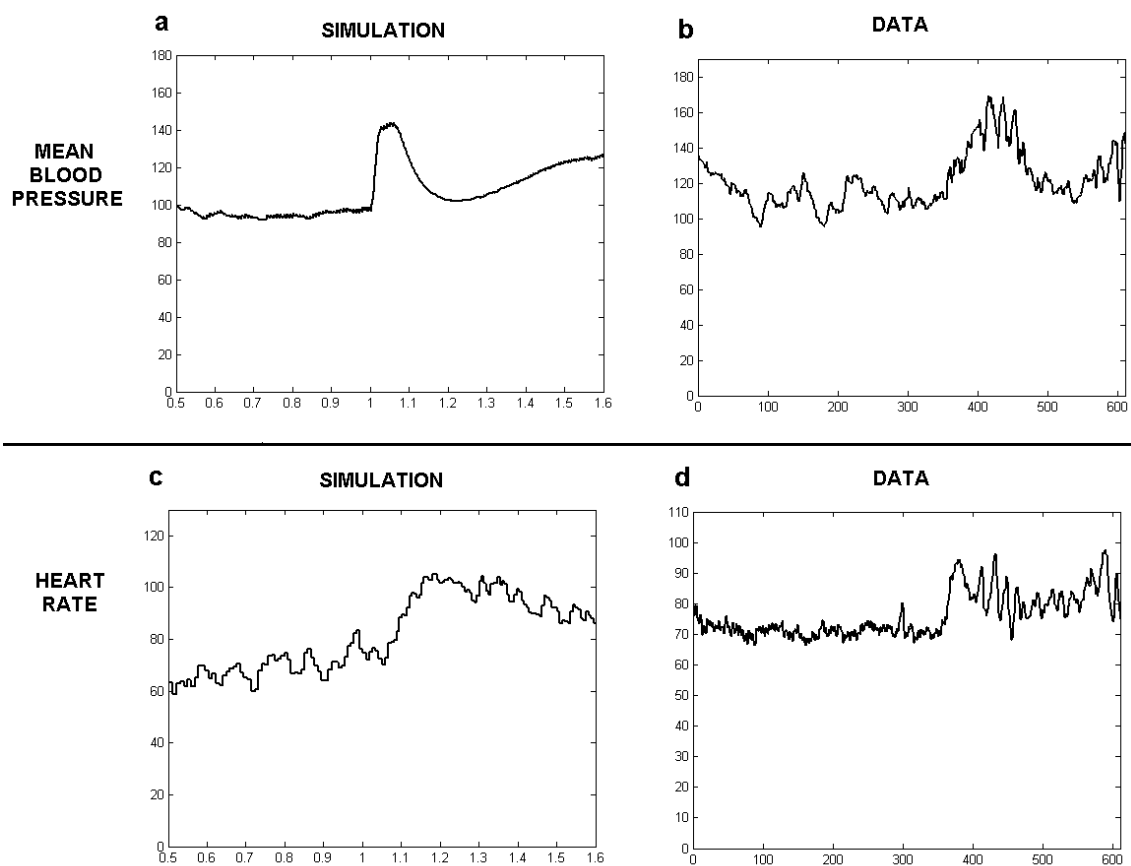 a
SIMULATION
b
DATA
MEAN
BLOOD
PRESSURE
180
160
140
120
100
80
60
40
20
0
0.5 0.6 0.7 0.8 0.9 1 1.1 1.2 1.3 1.4 1.5 1.6
180
160
140
120
100
80
60
40
20
0
0 100 200 300 400 500 600
c
SIMULATION
d
DATA
HEART
RATE
120
100
80
60
40
20
0
0.5 0.6 0.7 0.8 0.9 1 1.1 1.2 1.3 1.4 1.5 1.6
110
100
90
80
70
60
50
40
30
20
10
0
0 100 200 300 400 500 600